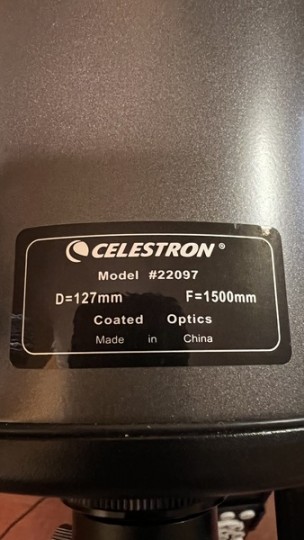 CELESTRON®
Model #22097
D=127mm F=1500mm
Coated Optics
Made in China